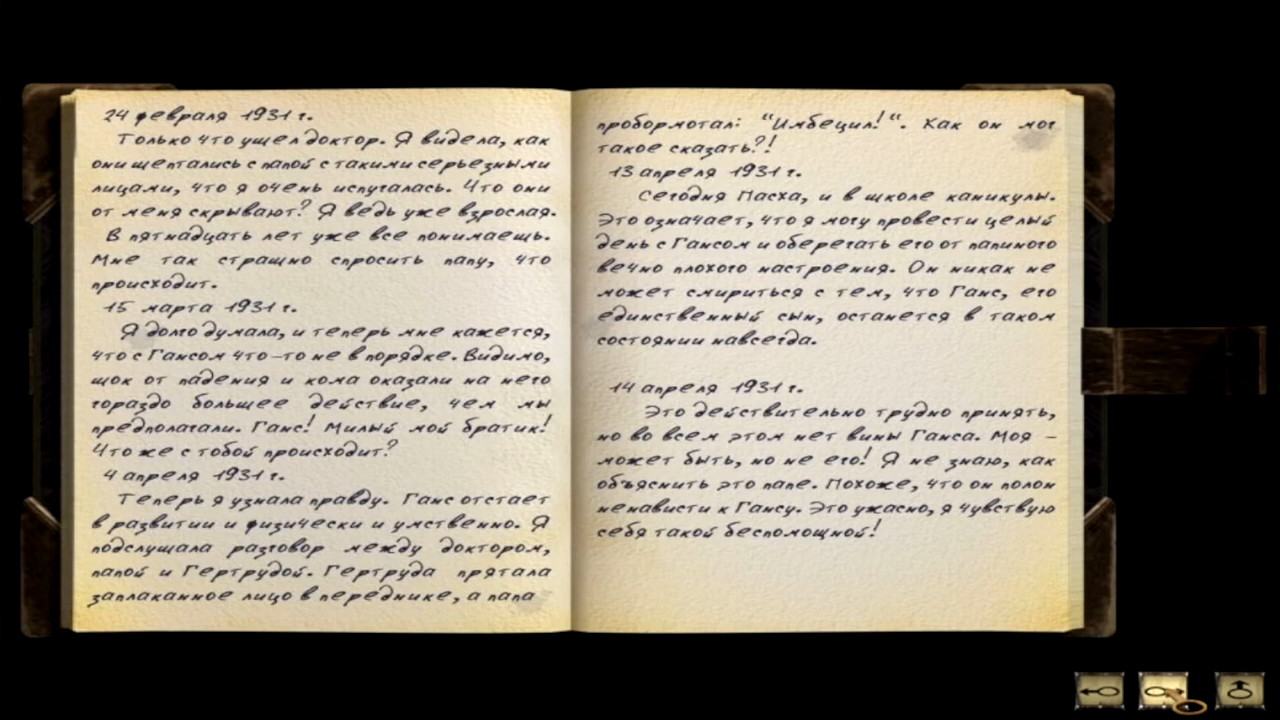 24 февраля 1931 г.
Только что ушел доктор. Я видела, как
они шептались с папой с такими серьезными
лицами, что я очень испугалась. Что они
от меня скрывают? Я ведь уже взрослая.
В пятнадцать лет уже все понимаешь.
Мне так страшно спросить папу, что
происходит.
15 марта 1931 г.
Я долго думала, и теперь мне кажется,
что с Гансом что-то не в порядке. Видимо,
шок от падения и кома оказали на него
гораздо большее действие, чем мы
предполагали. Ганс! Милый мой братик!
Что же с тобой происходит?
4 апреля 1931 г.
Теперь я узнала правду. Ганс отстает
в развитии и физически и умственно. Я
подслушала разговор между доктором,
папой и Гертрудой. Гертруда прятала
заплаканное лицо в переднике, а папа
пробормотал: "Имбецил!". Как он мог
такое сказать?!
13 апреля 1931 г.
Сегодня Пасха, и в школе каникулы.
Это означает, что я могу провести целый
день с Гансом и оберегать его от папиного
вечно плохого настроения. Он никак не
может смириться с тем, что Ганс, его
единственный сын, останется в таком
состоянии навсегда.
14 апреля 1931 г.
Это действительно трудно принять,
но во всем этом нет вины Ганса. Моя -
может быть, но не его! Я не знаю, как
объяснить это папе. Похоже, что он полон
ненависти к Гансу. Это ужасно, я чувствую
себя такой беспомощной!